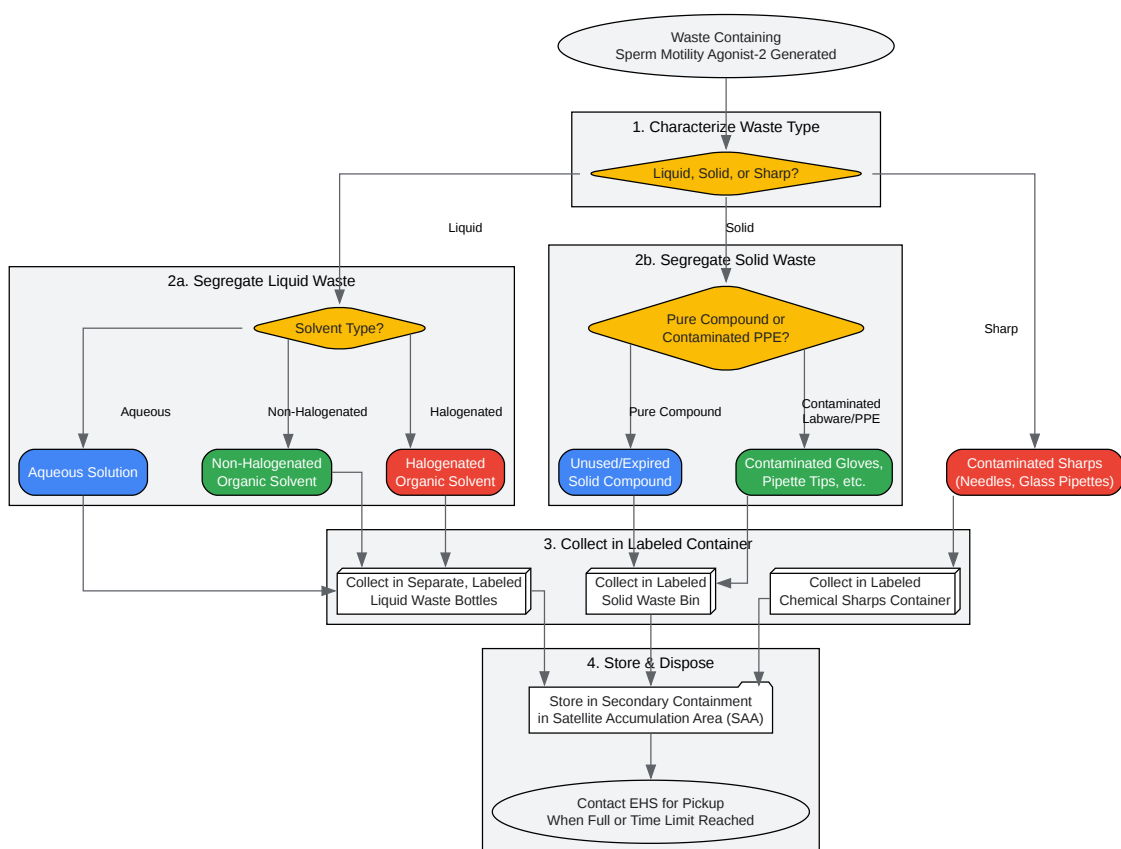 Waste Containing
Sperm Motility Agonist-2 Generated
1. Characterize Waste Type
Liquid, Solid, or Sharp?
Liquid
Solid
Sharp
2a. Segregate Liquid Waste
Solvent Type?
Aqueous
Non-Halogenated
Halogenated
Aqueous Solution
Non-Halogenated
Organic Solvent
Halogenated
Organic Solvent
2b. Segregate Solid Waste
Pure Compound or
Contaminated PPE?
Pure Compound
Contaminated
Labware/PPE
Unused/Expired
Solid Compound
Contaminated Gloves,
Pipette Tips, etc.
Contaminated Sharps
(Needles, Glass Pipettes)
3. Collect in Labeled Container
Collect in Separate, Labeled
Liquid Waste Bottles
Collect in Labeled
Solid Waste Bin
Collect in Labeled
Chemical Sharps Container
4. Store & Dispose
Store in Secondary Containment
in Satellite Accumulation Area (SAA)
Contact EHS for Pickup
When Full or Time Limit Reached